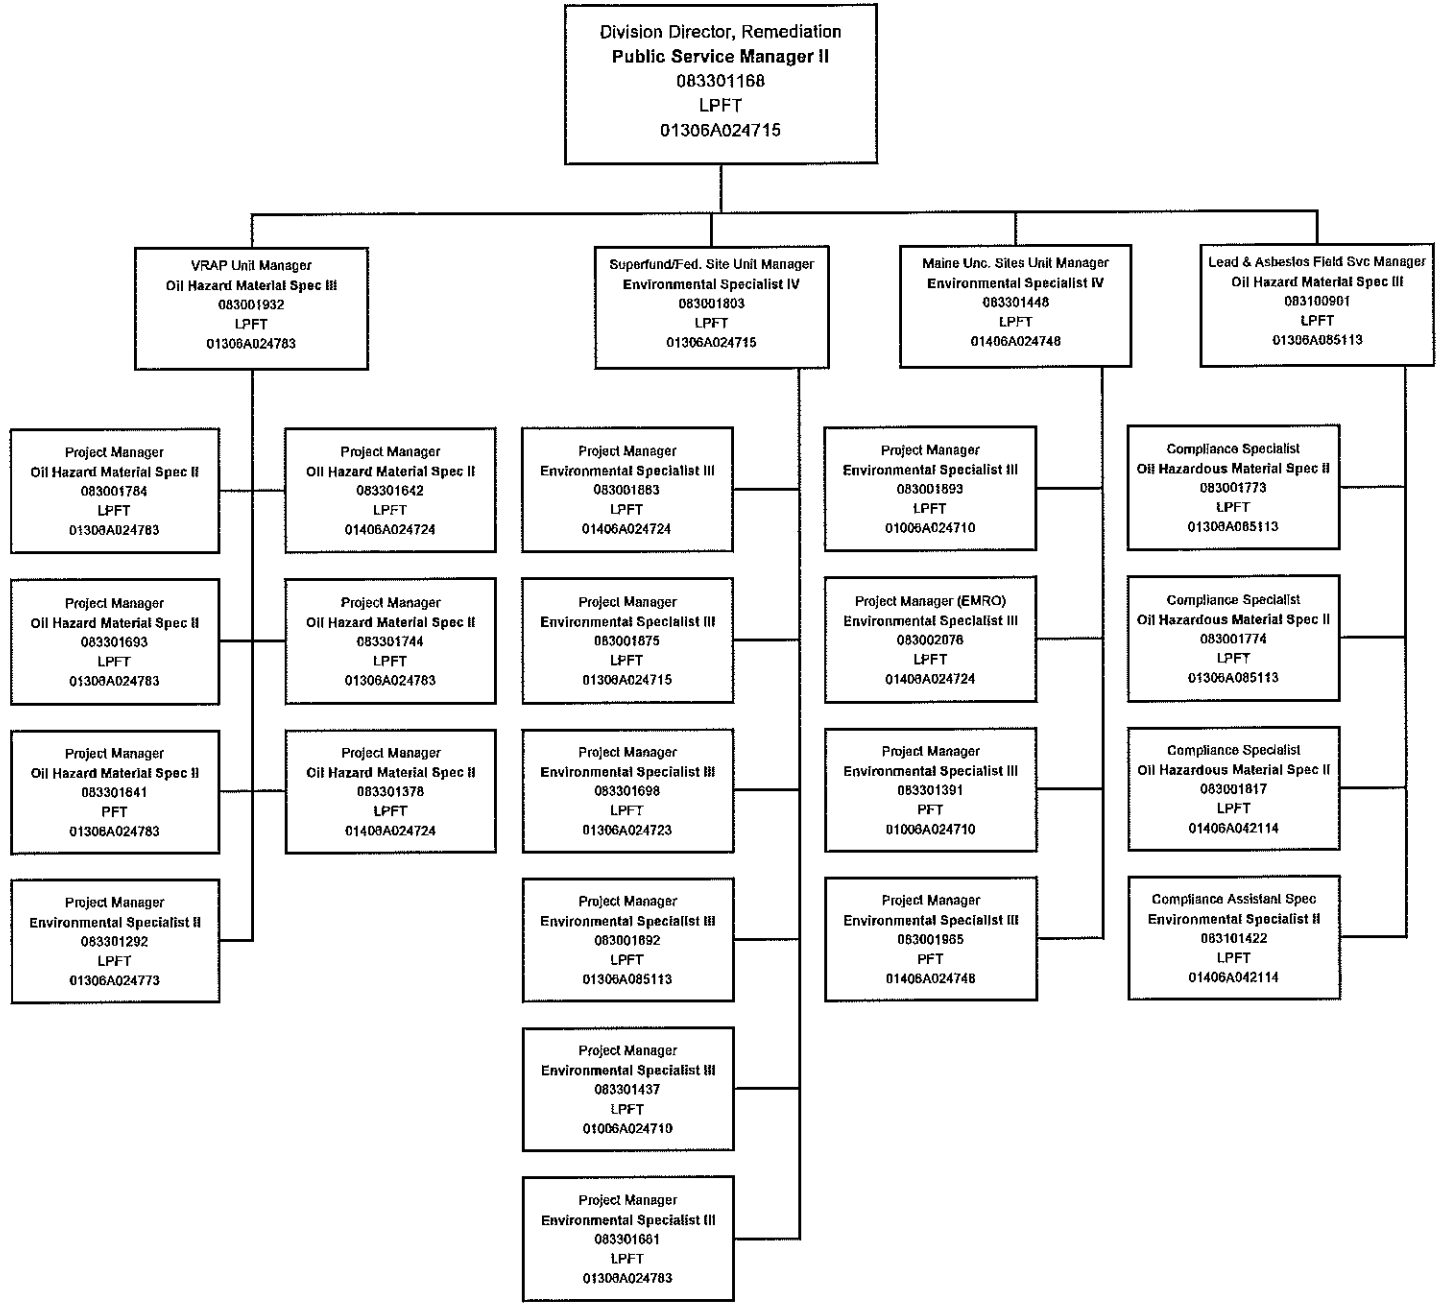 Division Director, Remediation
Public Service Manager II
083301168
LPFT
01306A024715
VRAP Unit Manager
Oil Hazard Material Spec III
083001932
LPFT
01306A024783
Superfund/Fed. Site Unit Manager
Environmental Specialist IV
083001803
LPFT
01306A024715
Maine Unc. Sites Unit Manager
Environmental Specialist IV
083301448
LPFT
01406A024748
Lead & Asbestos Field Svc Manager
Oil Hazard Material Spec III
083100901
LPFT
01306A085113
Project Manager
Oil Hazard Material Spec II
083001784
LPFT
01306A024783
Project Manager
Oil Hazard Material Spec II
083301642
LPFT
01406A024724
Project Manager
Environmental Specialist III
083001883
LPFT
01406A024724
Project Manager
Environmental Specialist III
083001893
LPFT
01006A024710
Compliance Specialist
Oil Hazardous Material Spec II
083001773
LPFT
01306A085113
Project Manager
Oil Hazard Material Spec II
083301693
LPFT
01306A024783
Project Manager
Oil Hazard Material Spec II
083301744
LPFT
01306A024783
Project Manager
Environmental Specialist III
083001875
LPFT
01306A024715
Project Manager (EMRO)
Environmental Specialist III
083002076
LPFT
01406A024724
Compliance Specialist
Oil Hazardous Material Spec II
083001774
LPFT
01306A085113
Project Manager
Oil Hazard Material Spec II
083301641
PFT
01306A024783
Project Manager
Oil Hazard Material Spec II
083301378
LPFT
01406A024724
Project Manager
Environmental Specialist III
083301698
LPFT
01306A024723
Project Manager
Environmental Specialist III
083301391
PFT
01006A024710
Compliance Specialist
Oil Hazardous Material Spec II
083001817
LPFT
01406A042114
Project Manager
Environmental Specialist II
083301292
LPFT
01306A024773
Project Manager
Environmental Specialist III
083001892
LPFT
01306A085113
Project Manager
Environmental Specialist III
083001965
PFT
01406A024748
Compliance Assistant Spec
Environmental Specialist II
083101422
LPFT
01406A042114
Project Manager
Environmental Specialist III
083301437
LPFT
01006A024710
Project Manager
Environmental Specialist III
083301681
LPFT
01306A024783